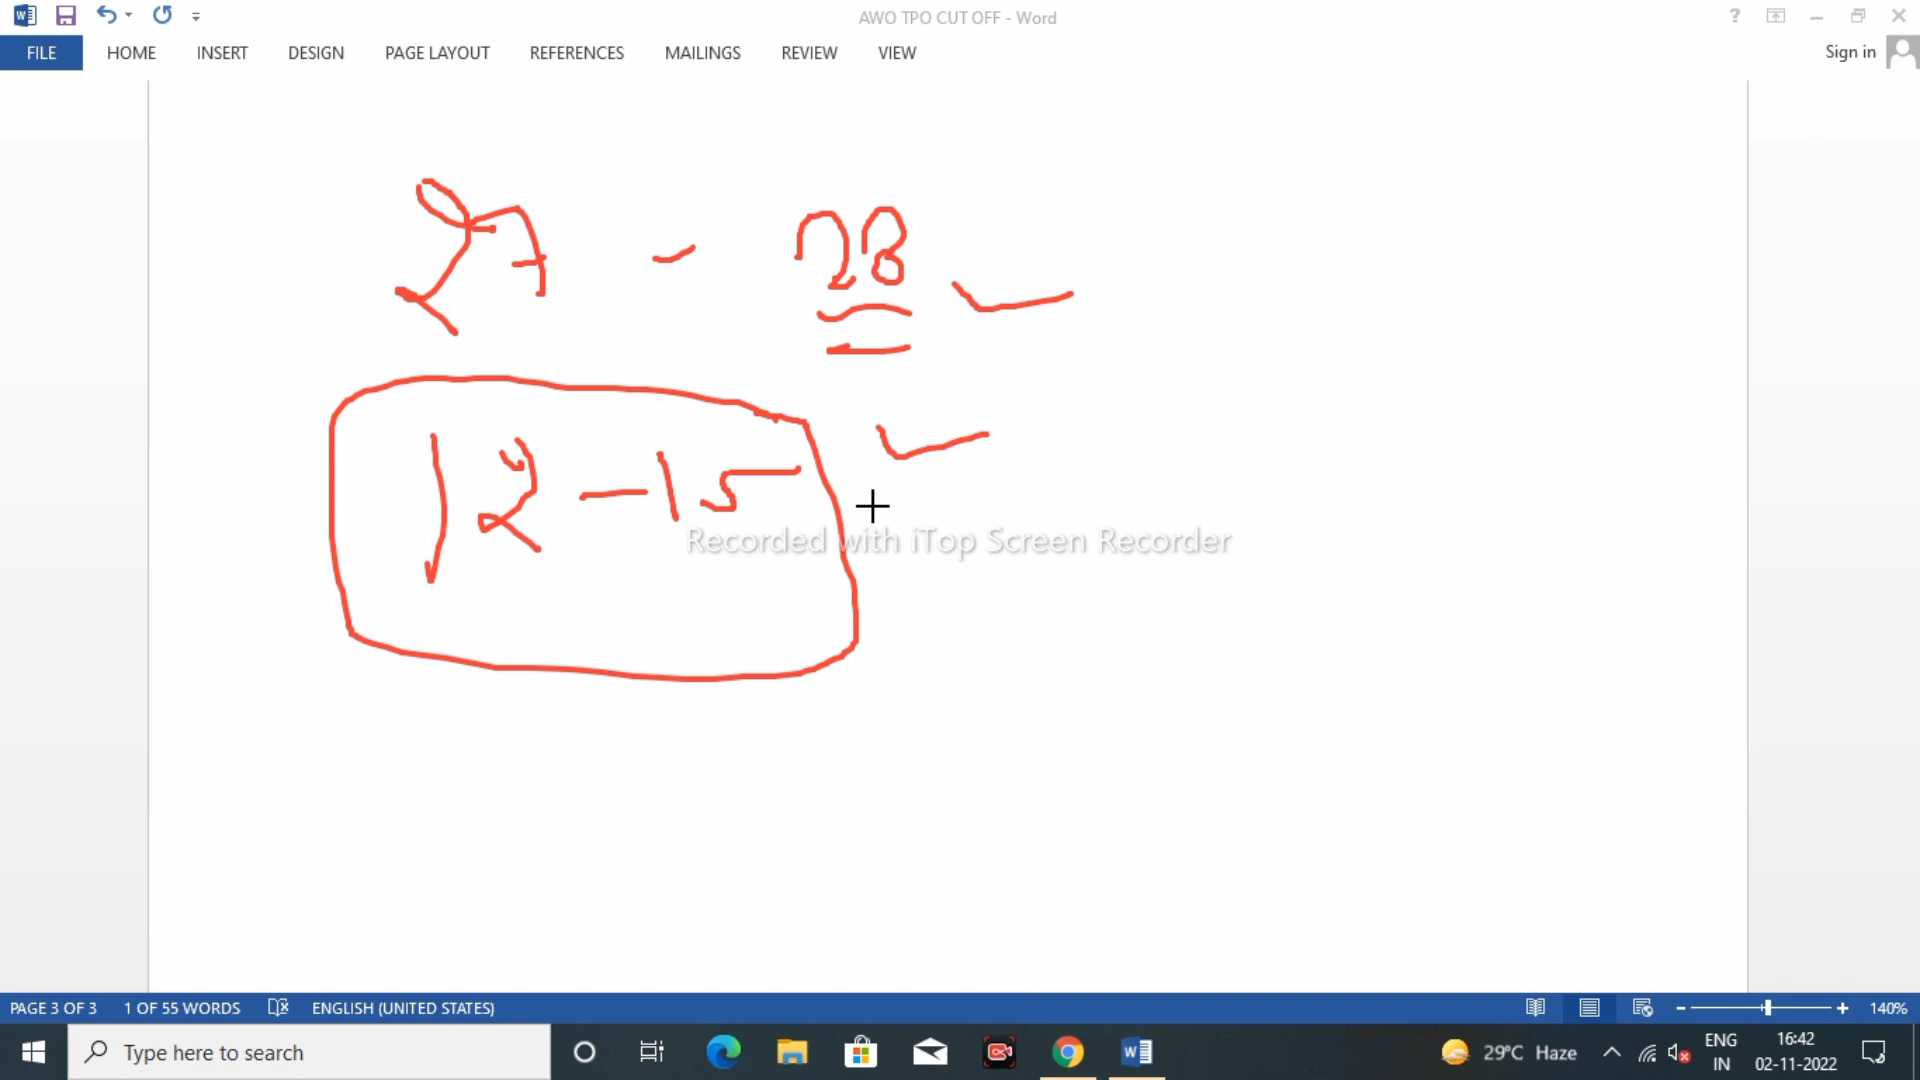 AWO TPO CUT OFF - Word
FILE HOME INSERT DESIGN PAGE LAYOUT REFERENCES MAILINGS REVIEW VIEW Sign in
27 - 28
12 - 15
Recorded with iTop Screen Recorder
PAGE 3 OF 3 1 OF 55 WORDS ENGLISH (UNITED STATES) 140%
Type here to search 29°C Haze ENG 16:42
IN 02-11-2022